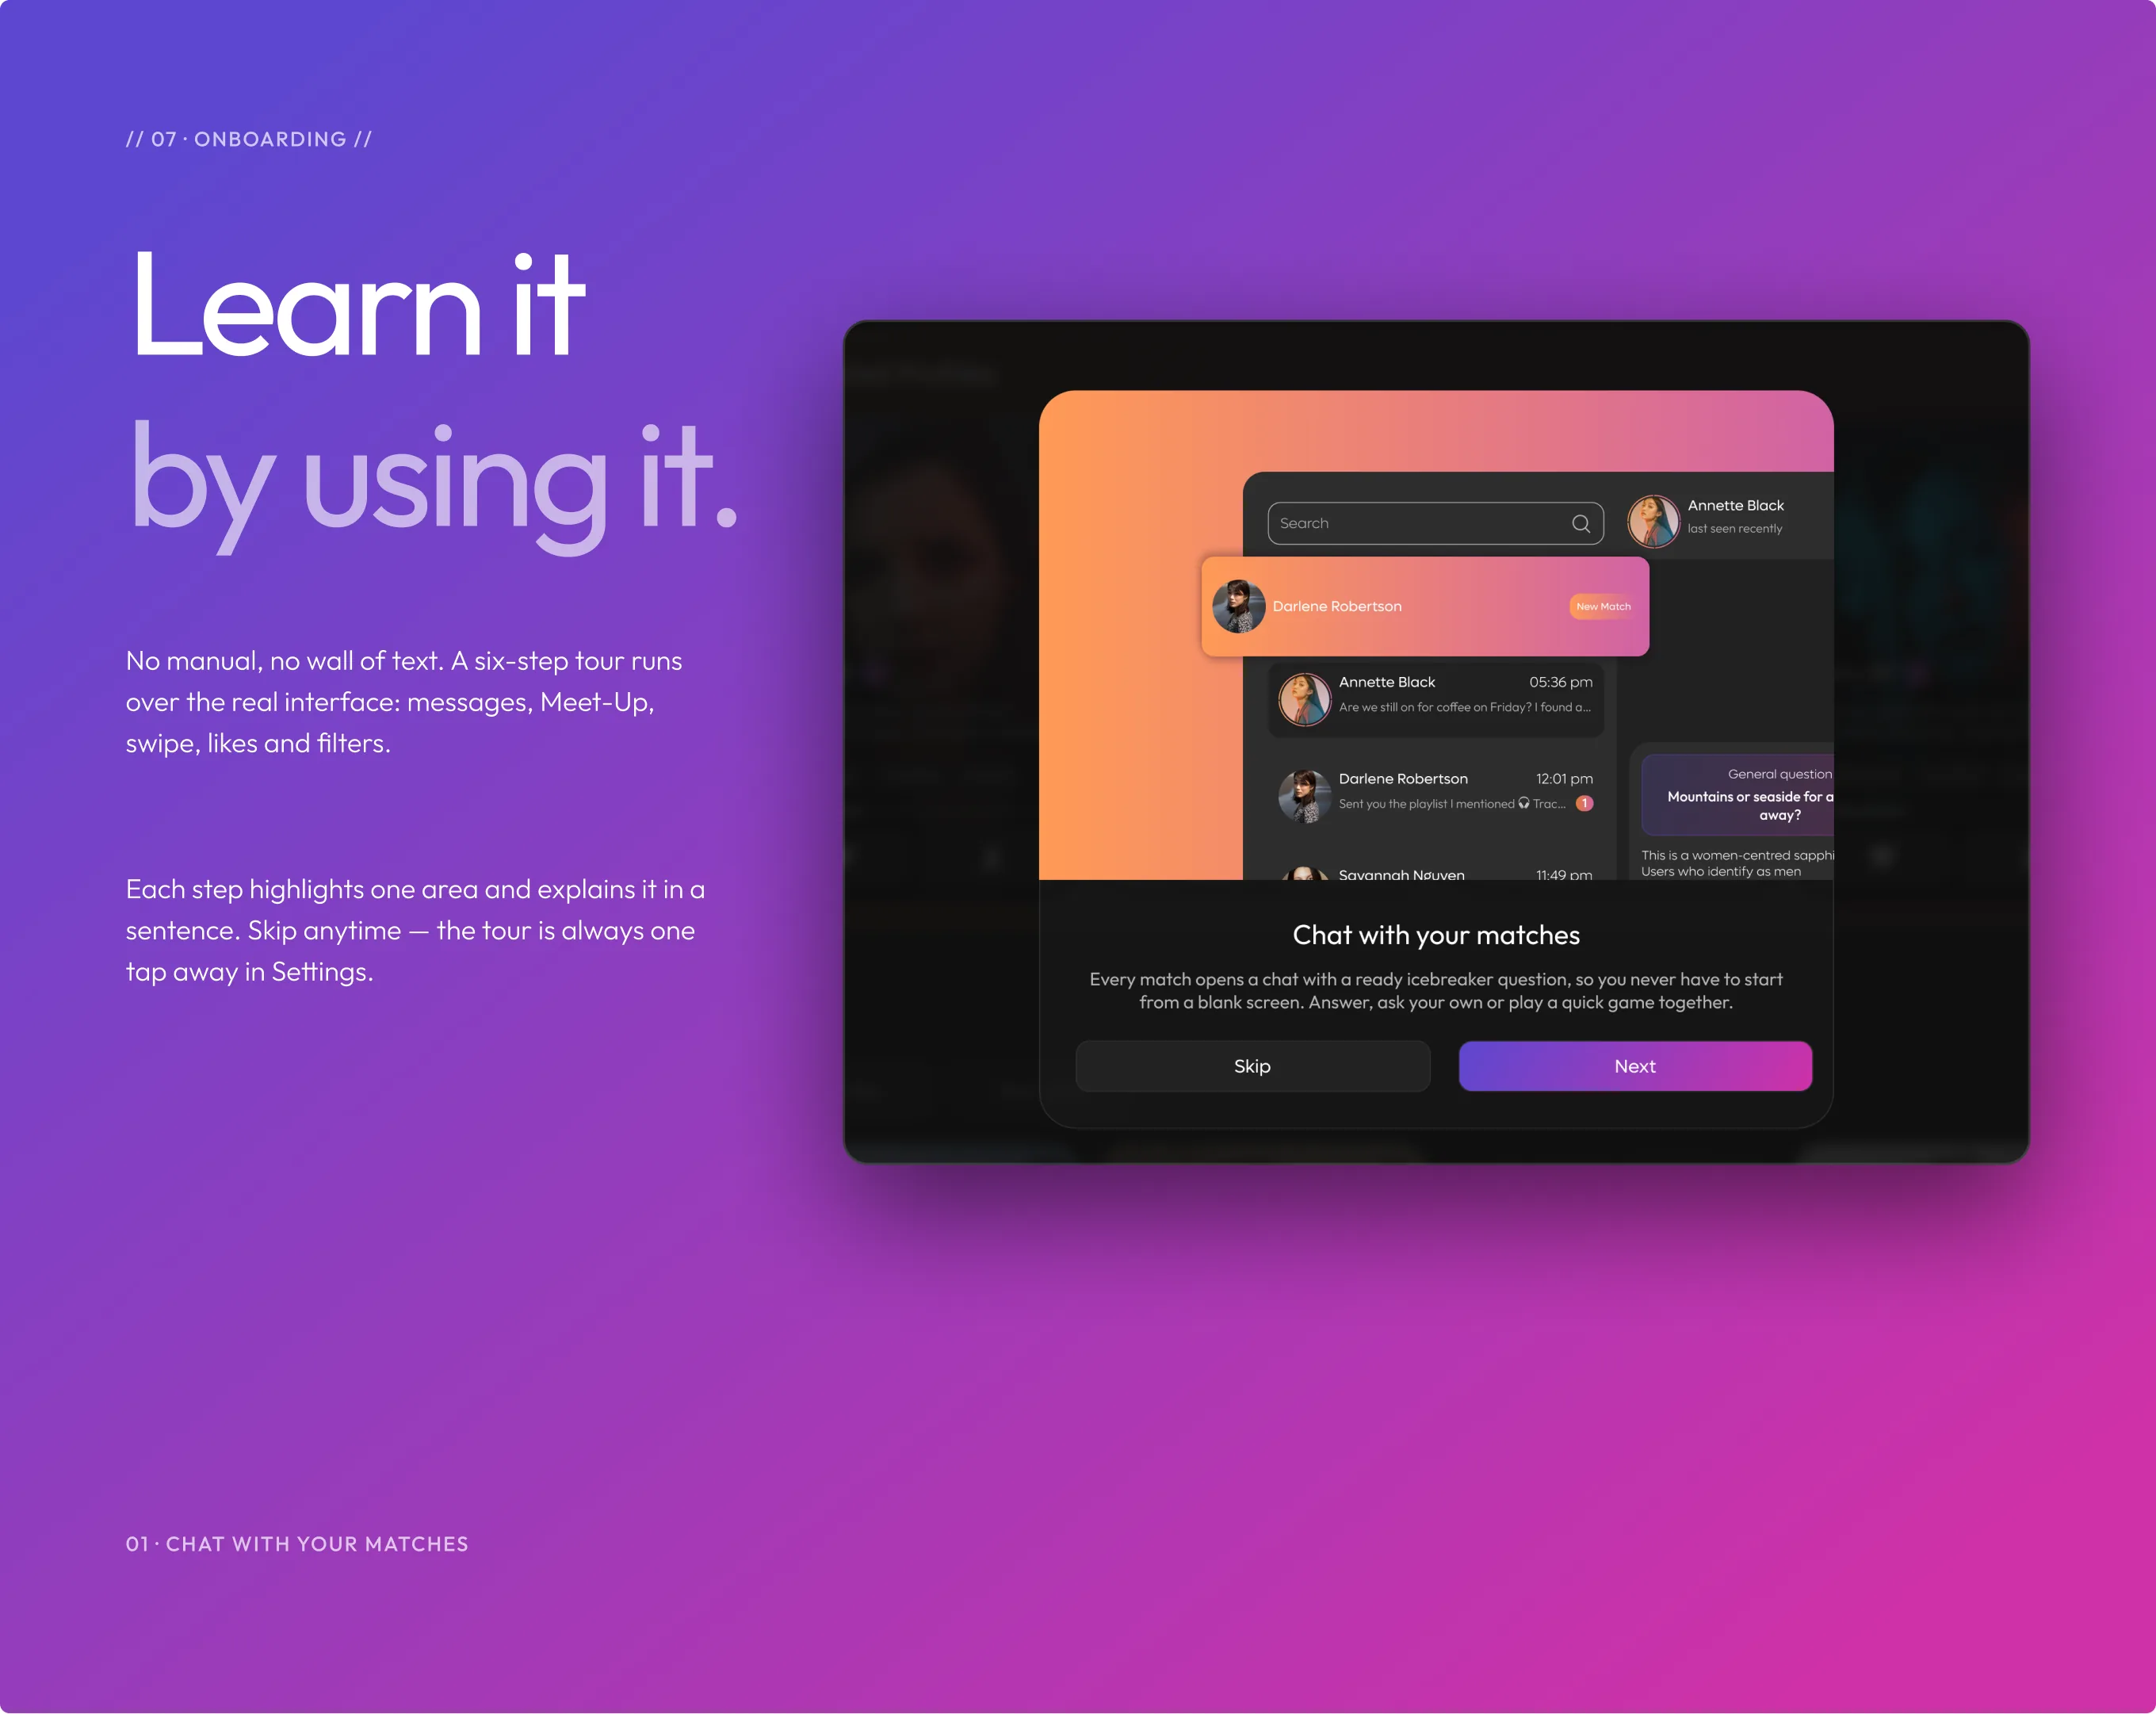 // 07 · ONBOARDING //
Learn it
by using it.
No manual, no wall of text. A six-step tour runs
over the real interface: messages, Meet-Up,
swipe, likes and filters.
Each step highlights one area and explains it in a
sentence. Skip anytime — the tour is always one
tap away in Settings.
01 · CHAT WITH YOUR MATCHES
Search
Annette Black
last seen recently
Darlene Robertson
New Match
Annette Black
05:36 pm
Are we still on for coffee on Friday? I found a...
Darlene Robertson
12:01 pm
Sent you the playlist I mentioned 🎧 Trac...
1
Savannah Nguyen
11:49 pm
General question
Mountains or seaside for a
away?
This is a women-centred sapphi
Users who identify as men
Chat with your matches
Every match opens a chat with a ready icebreaker question, so you never have to start
from a blank screen. Answer, ask your own or play a quick game together.
Skip
Next